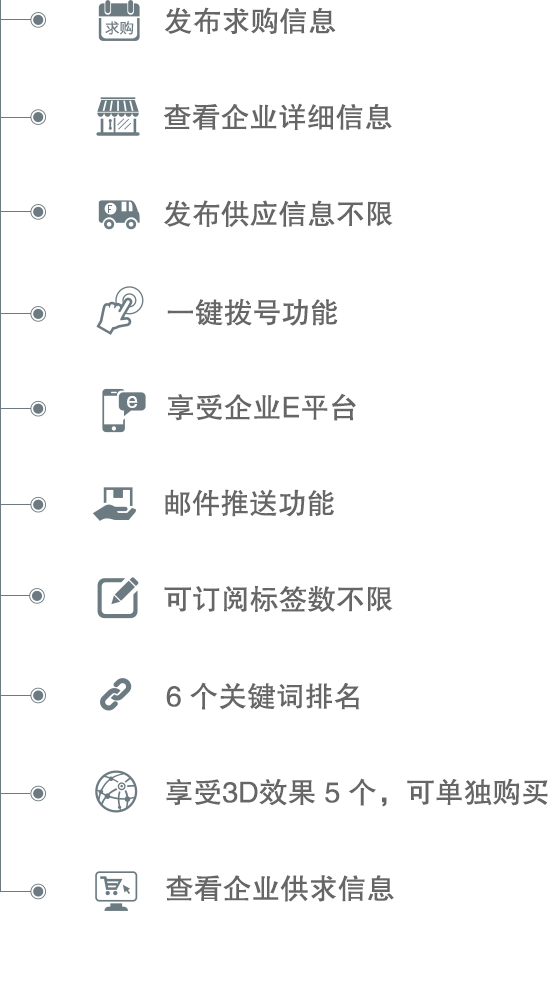 求购
发布求购信息
查看企业详细信息
F
发布供应信息不限
一键拨号功能
e
享受企业E平台
邮件推送功能
可订阅标签数不限
6 个关键词排名
享受3D效果 5 个，可单独购买
查看企业供求信息